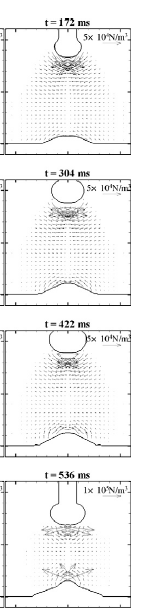 t = 172 ms
5× 10⁴N/m³
t = 304 ms
5× 10⁴N/m³
t = 422 ms
5× 10⁴N/m³
t = 536 ms
1× 10⁵N/m³